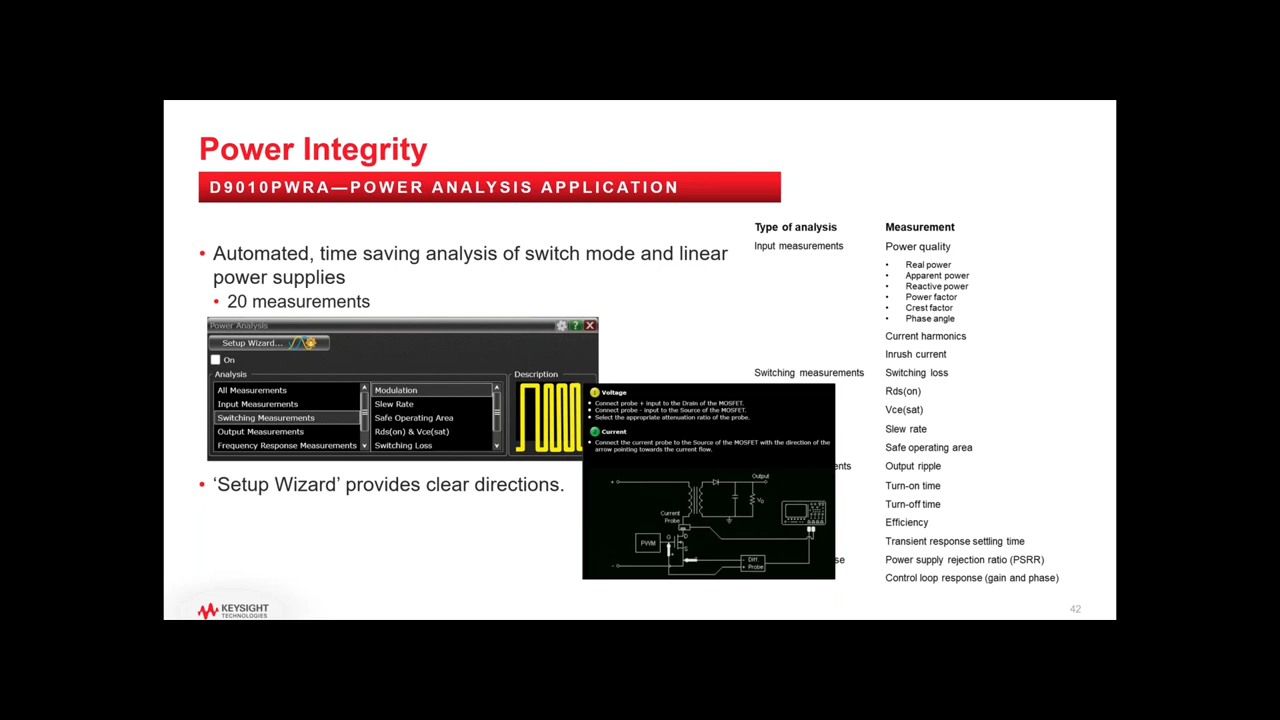 Power Integrity
D9010PWRA—POWER ANALYSIS APPLICATION
• Automated, time saving analysis of switch mode and linear
power supplies
• 20 measurements
Power Analysis
Setup Wizard...
On
Analysis
All Measurements
Input Measurements
Switching Measurements
Output Measurements
Frequency Response Measurements
Modulation
Slew Rate
Safe Operating Area
Rds(on) & Vce(sat)
Switching Loss
Description
• 'Setup Wizard' provides clear directions.
1 Voltage
• Connect probe + input to the Drain of the MOSFET.
• Connect probe - input to the Source of the MOSFET.
• Select the appropriate attenuation ratio of the probe.
Current
• Connect the current probe to the Source of the MOSFET with the direction of the
arrow pointing towards the current flow.
Output
Vo
Current
Probe
PWM
G
D
S
+
-
- Diff.
+ Probe
Type of analysis
Measurement
Input measurements
Power quality
• Real power
• Apparent power
• Reactive power
• Power factor
• Crest factor
• Phase angle
Current harmonics
Inrush current
Switching measurements
Switching loss
Rds(on)
Vce(sat)
Slew rate
Safe operating area
ents
Output ripple
Turn-on time
Turn-off time
Efficiency
Transient response settling time
se
Power supply rejection ratio (PSRR)
Control loop response (gain and phase)
KEYSIGHT
TECHNOLOGIES
42